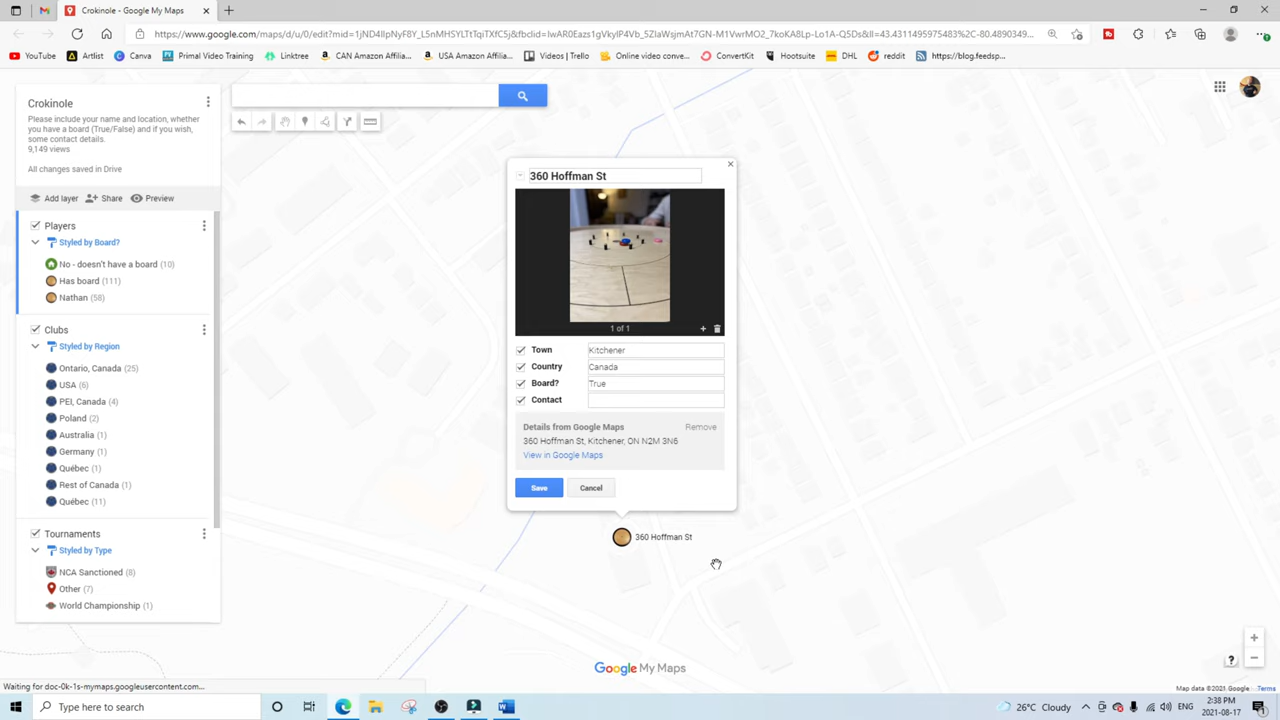 Crokinole - Google My Maps
https://www.google.com/maps/d/u/0/edit?mid=1jND4IlpNyF8Y_L5nMHSYLTtTqiTXfC5j&fbclid=IwAR0Eazs1gVkylP4Vb_5ZIaWsjmAt7GN-M1VwrMO2_7koKA8Lp-Lo1A-Q5Ds&ll=43.4311495975483%2C-80.4890349...
YouTube
Artlist
Canva
Primal Video Training
Linktree
CAN Amazon Affilia...
USA Amazon Affilia...
Videos | Trello
Online video conve...
ConvertKit
Hootsuite
DHL
reddit
https://blog.feedsp...
Crokinole
Please include your name and location, whether
you have a board (True/False) and if you wish,
some contact details.
9,149 views
All changes saved in Drive
Add layer
Share
Preview
Players
Styled by Board?
No - doesn't have a board (10)
Has board (111)
Nathan (58)
Clubs
Styled by Region
Ontario, Canada (25)
USA (6)
PEI, Canada (4)
Poland (2)
Australia (1)
Germany (1)
Québec (1)
Rest of Canada (1)
Québec (11)
Tournaments
Styled by Type
NCA Sanctioned (8)
Other (7)
World Championship (1)
360 Hoffman St
1 of 1
Town Kitchener
Country Canada
Board? True
Contact
Details from Google Maps Remove
360 Hoffman St, Kitchener, ON N2M 3N6
View in Google Maps
Save Cancel
360 Hoffman St
Google My Maps
Map data ©2021 Google Terms
Waiting for doc-0k-1s-mymaps.googleusercontent.com...
Type here to search
26°C Cloudy
ENG
2:38 PM
2021-08-17